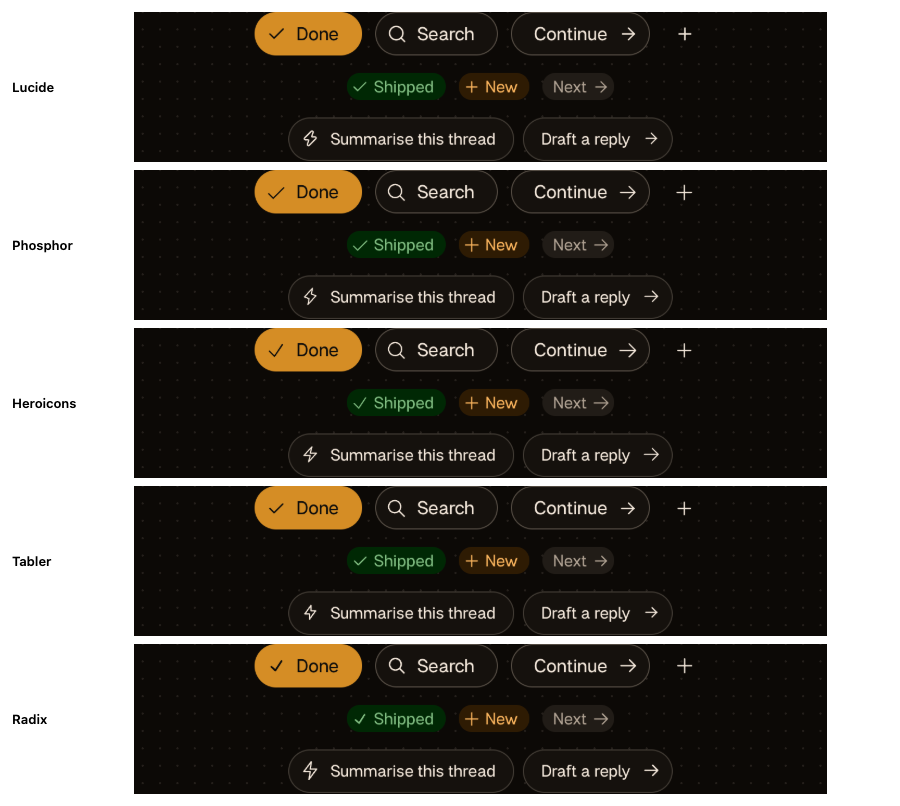 Done Search Continue
Lucide
Shipped New Next
Summarise this thread Draft a reply
Done Search Continue
Phosphor
Shipped New Next
Summarise this thread Draft a reply
Done Search Continue
Heroicons
Shipped New Next
Summarise this thread Draft a reply
Done Search Continue
Tabler
Shipped New Next
Summarise this thread Draft a reply
Done Search Continue
Radix
Shipped New Next
Summarise this thread Draft a reply